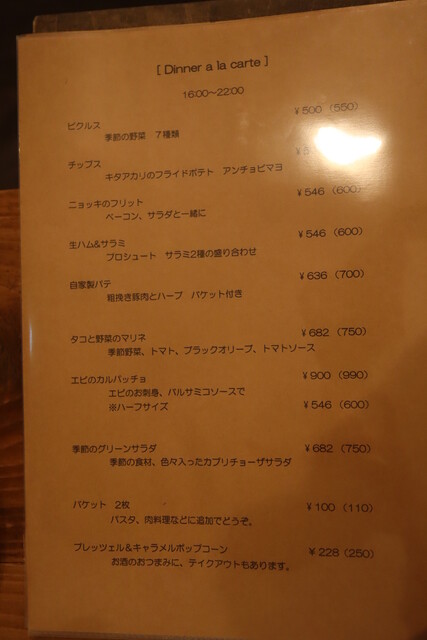 [ Dinner a la carte ]
16:00～22:00
ピクルス ¥500 (550)
季節の野菜 7種類
チップス ¥5
キタアカリのフライドポテト アンチョビマヨ
ニョッキのフリット ¥546 (600)
ベーコン、サラダと一緒に
生ハム&サラミ ¥546 (600)
プロシュート サラミ2種の盛り合わせ
自家製パテ ¥636 (700)
粗挽き豚肉とハーブ バケット付き
タコと野菜のマリネ ¥682 (750)
季節野菜、トマト、ブラックオリーブ、トマトソース
エビのカルパッチョ ¥900 (990)
エビのお刺身、バルサミコソースで
※ハーフサイズ ¥546 (600)
季節のグリーンサラダ ¥682 (750)
季節の食材、色々入ったカプリチョーザサラダ
バケット 2枚 ¥100 (110)
パスタ、肉料理などに追加でどうぞ。
プレッツェル&キャラメルポップコーン ¥228 (250)
お酒のおつまみに、テイクアウトもあります。